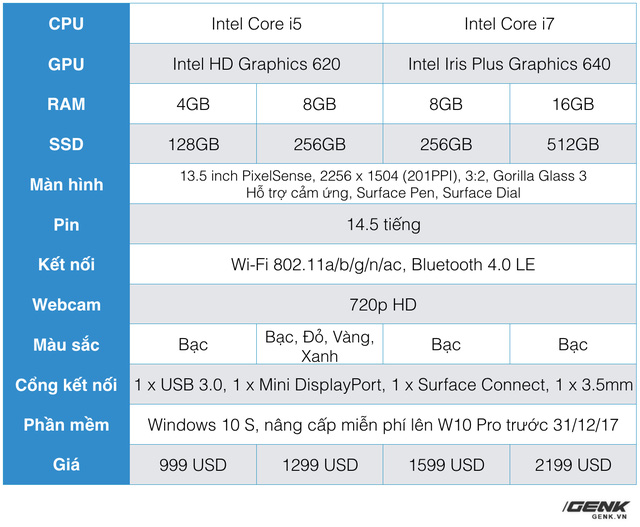 CPU Intel Core i5 Intel Core i7
GPU Intel HD Graphics 620 Intel Iris Plus Graphics 640
RAM 4GB 8GB 8GB 16GB
SSD 128GB 256GB 256GB 512GB
Màn hình 13.5 inch PixelSense, 2256 x 1504 (201PPI), 3:2, Gorilla Glass 3
Hỗ trợ cảm ứng, Surface Pen, Surface Dial
Pin 14.5 tiếng
Kết nối Wi-Fi 802.11a/b/g/n/ac, Bluetooth 4.0 LE
Webcam 720p HD
Màu sắc Bạc Bạc, Đỏ, Vàng, Xanh Bạc Bạc
Cổng kết nối 1 x USB 3.0, 1 x Mini DisplayPort, 1 x Surface Connect, 1 x 3.5mm
Phần mềm Windows 10 S, nâng cấp miễn phí lên W10 Pro trước 31/12/17
Giá 999 USD 1299 USD 1599 USD 2199 USD
GENK
GENK.VN